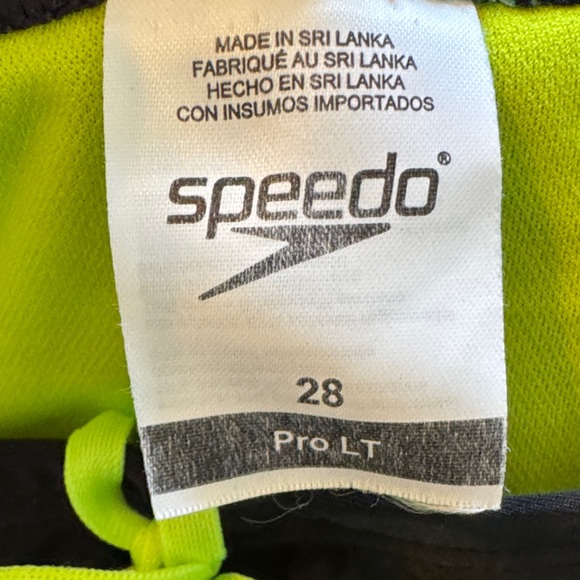 MADE IN SRI LANKA
FABRIQUÉ AU SRI LANKA
HECHO EN SRI LANKA
CON INSUMOS IMPORTADOS
speedo®
28
Pro LT